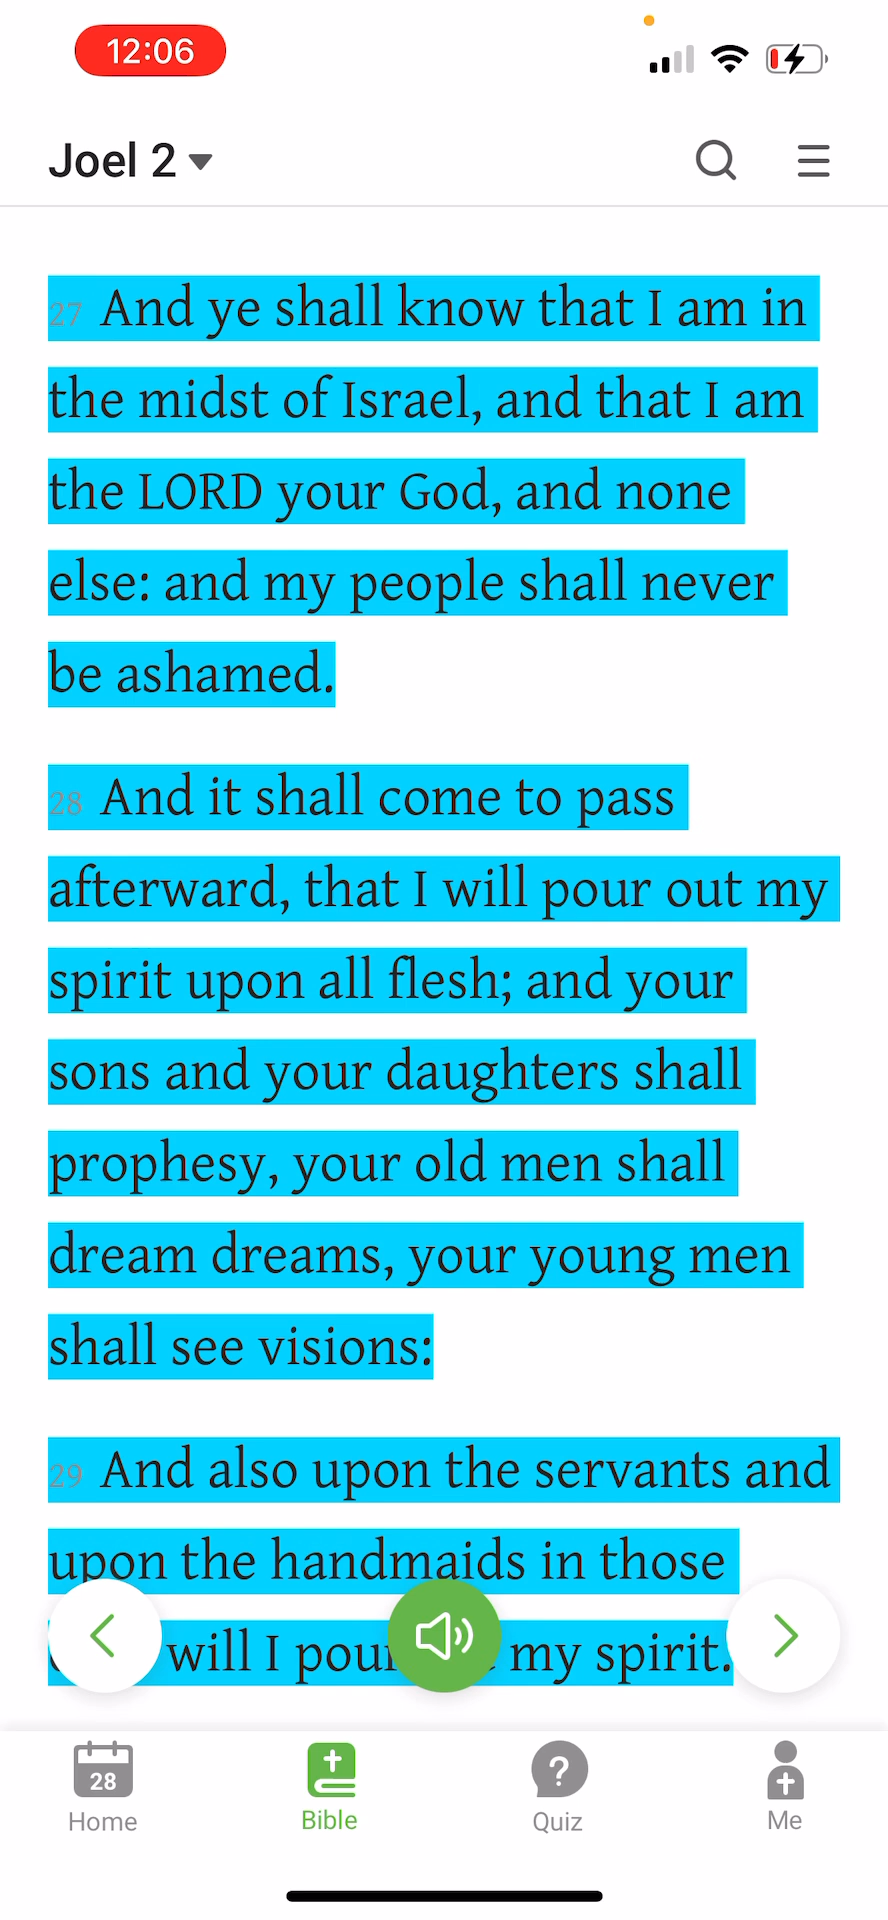 12:06
Joel 2
27 And ye shall know that I am in
the midst of Israel, and that I am
the LORD your God, and none
else: and my people shall never
be ashamed.
28 And it shall come to pass
afterward, that I will pour out my
spirit upon all flesh; and your
sons and your daughters shall
prophesy, your old men shall
dream dreams, your young men
shall see visions:
29 And also upon the servants and
upon the handmaids in those
will I pour my spirit.
28
Home
Bible
Quiz
Me